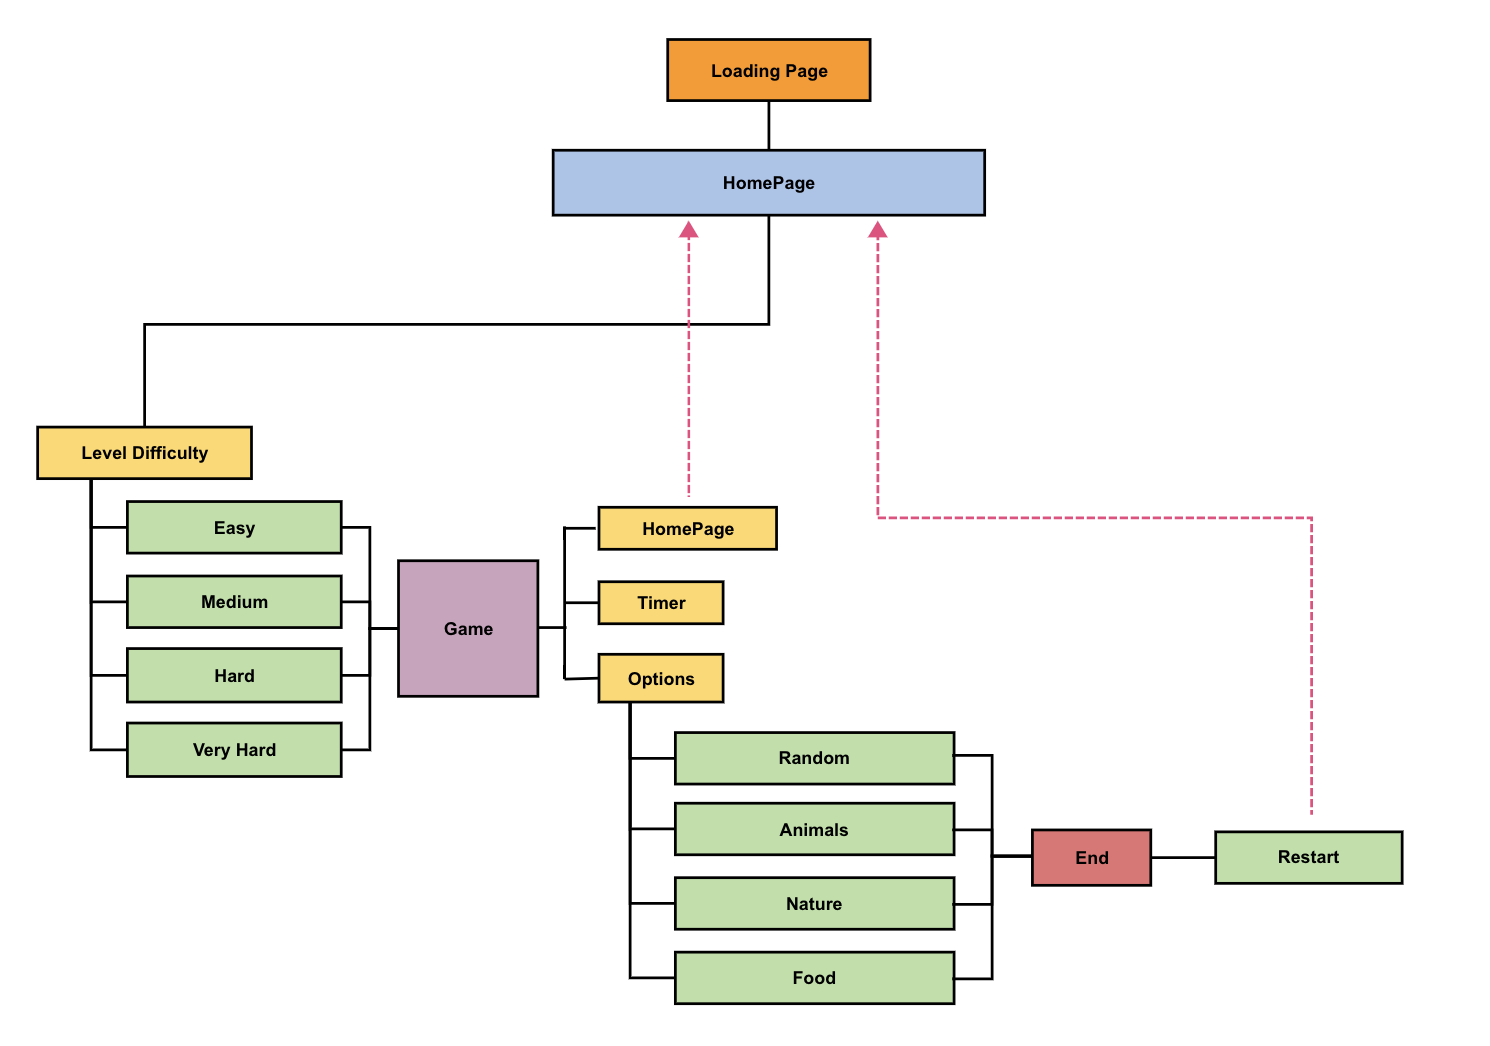 Loading Page
HomePage
Level Difficulty
Easy
Medium
Hard
Very Hard
Game
HomePage
Timer
Options
Random
Animals
Nature
Food
End
Restart